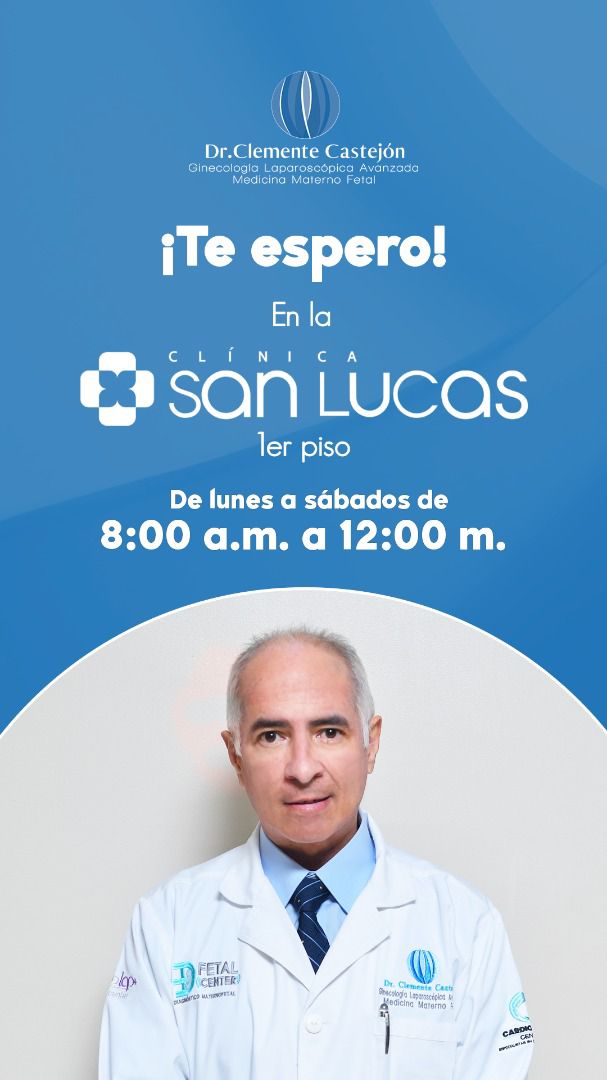 Dr.Clemente Castejón
Ginecología Laparoscópica Avanzada
Medicina Materno Fetal
¡Te espero!
En la
CLÍNICA
San Lucas
1er piso
De lunes a sábados de
8:00 a.m. a 12:00 m.
FETAL
CENTER
Dr. Clemente
Ginecología Laparoscópica
Medicina Materno